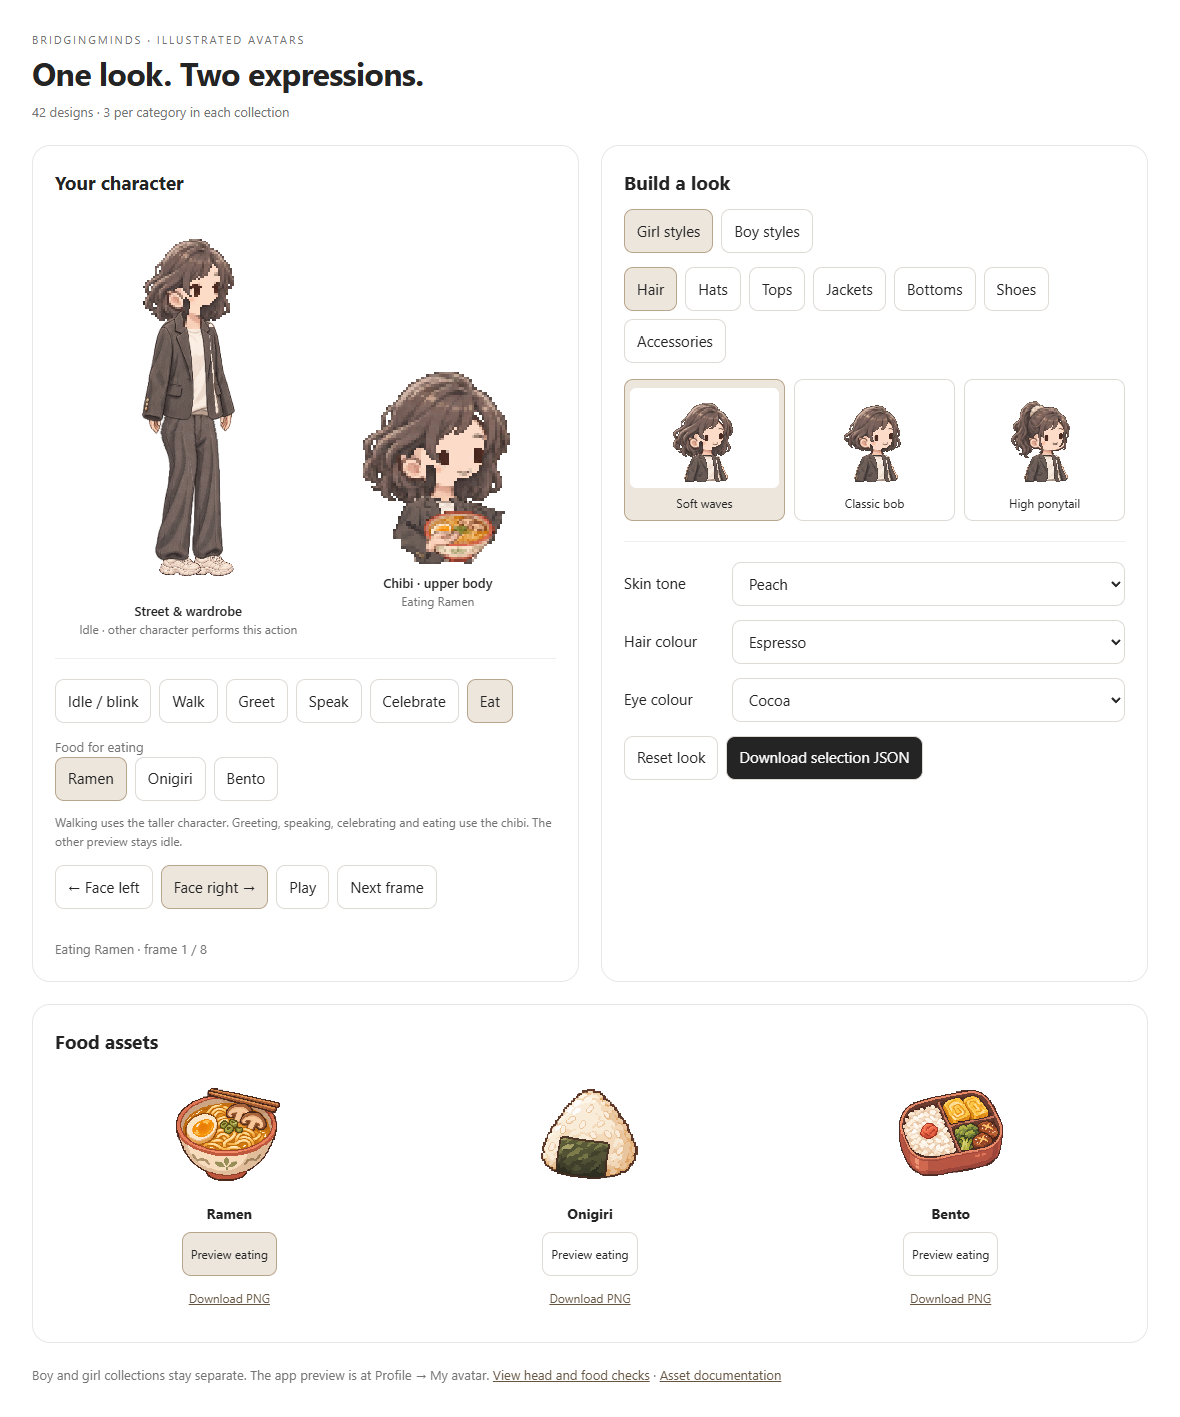 BRIDGINGMINDS · ILLUSTRATED AVATARS
One look. Two expressions.
42 designs · 3 per category in each collection
Your character
Street & wardrobe
Idle · other character performs this action
Chibi · upper body
Eating Ramen
Idle / blink
Walk
Greet
Speak
Celebrate
Eat
Food for eating
Ramen
Onigiri
Bento
Walking uses the taller character. Greeting, speaking, celebrating and eating use the chibi. The
other preview stays idle.
← Face left
Face right →
Play
Next frame
Eating Ramen · frame 1 / 8
Build a look
Girl styles
Boy styles
Hair
Hats
Tops
Jackets
Bottoms
Shoes
Accessories
Soft waves
Classic bob
High ponytail
Skin tone
Peach
Hair colour
Espresso
Eye colour
Cocoa
Reset look
Download selection JSON
Food assets
Ramen
Preview eating
Download PNG
Onigiri
Preview eating
Download PNG
Bento
Preview eating
Download PNG
Boy and girl collections stay separate. The app preview is at Profile → My avatar. View head and food checks · Asset documentation